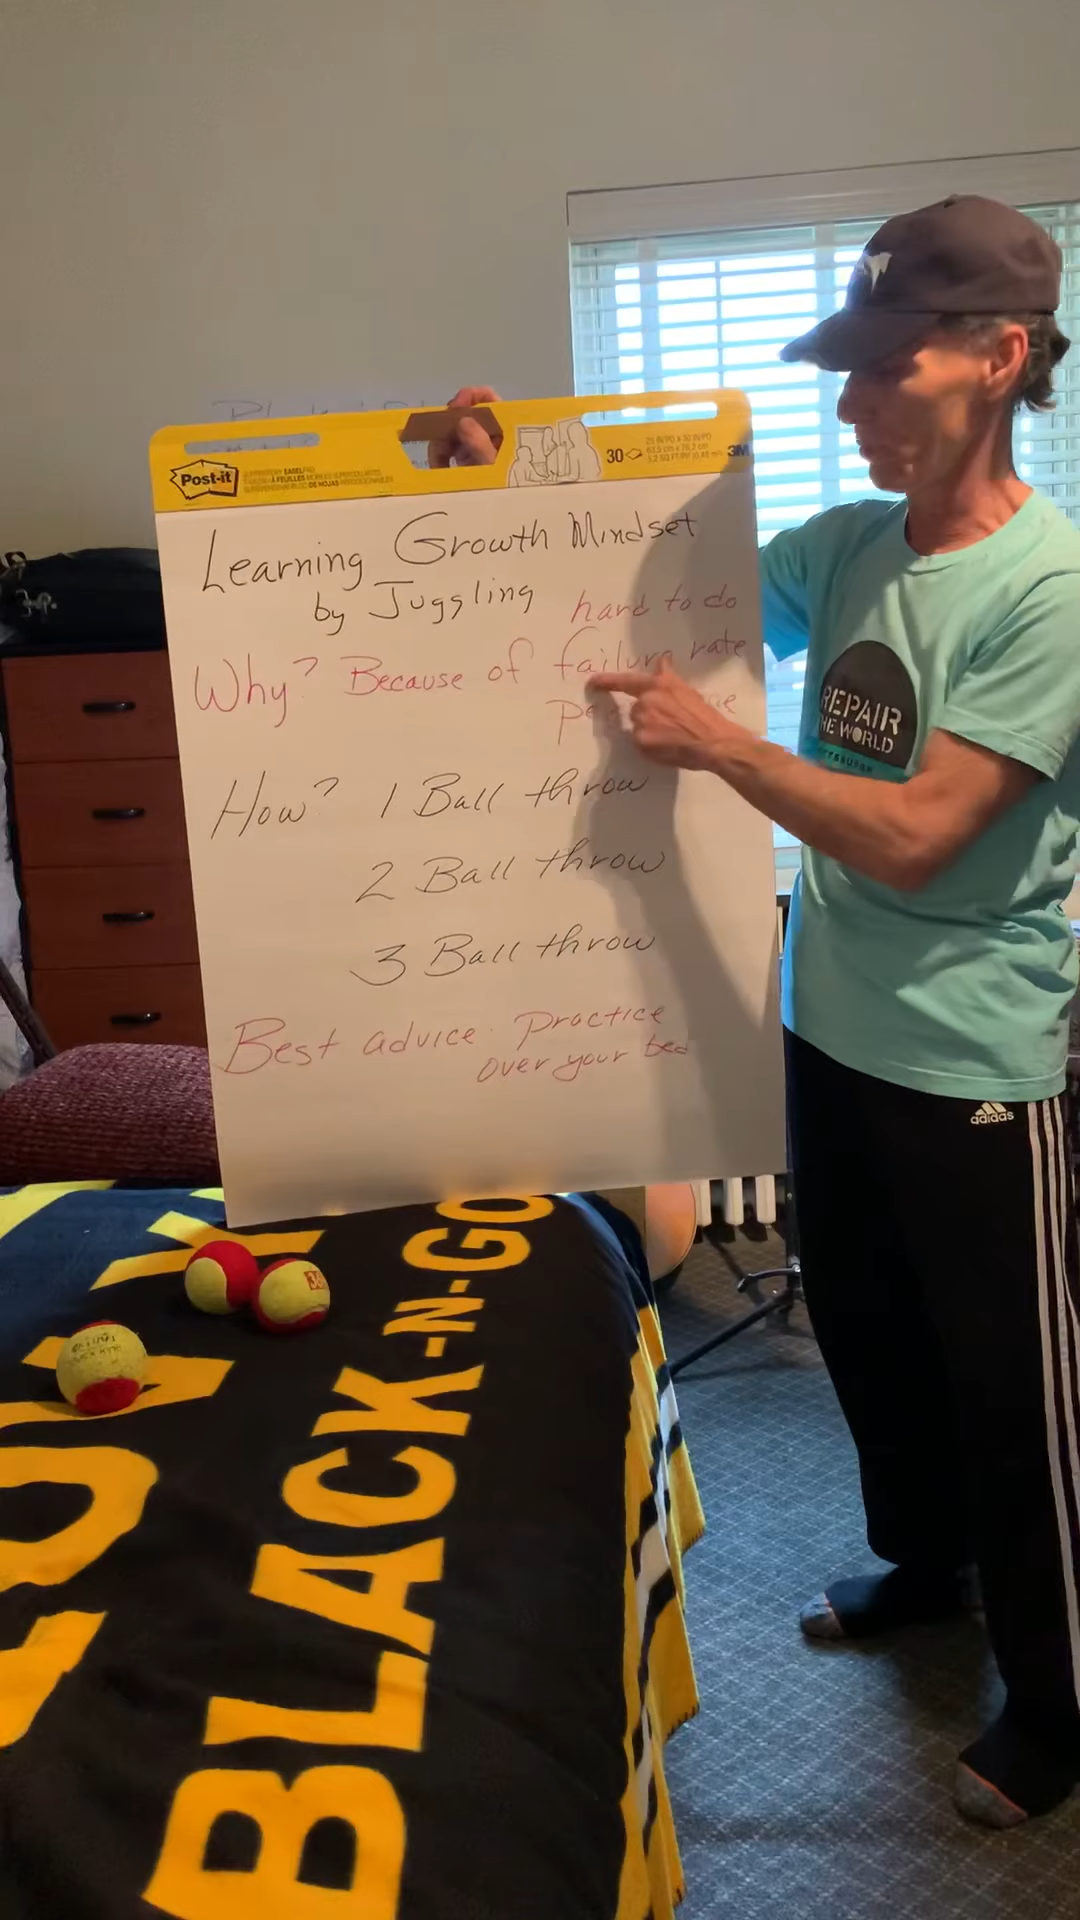 Post-it
30
3M
Learning Growth Mindset
by Juggling
hard to do
Why? Because of failure rate
How? 1 Ball throw
2 Ball throw
3 Ball throw
Best advice: Practice
over your bed
REPAIR
THE WORLD
adidas
BLACK-N-GO